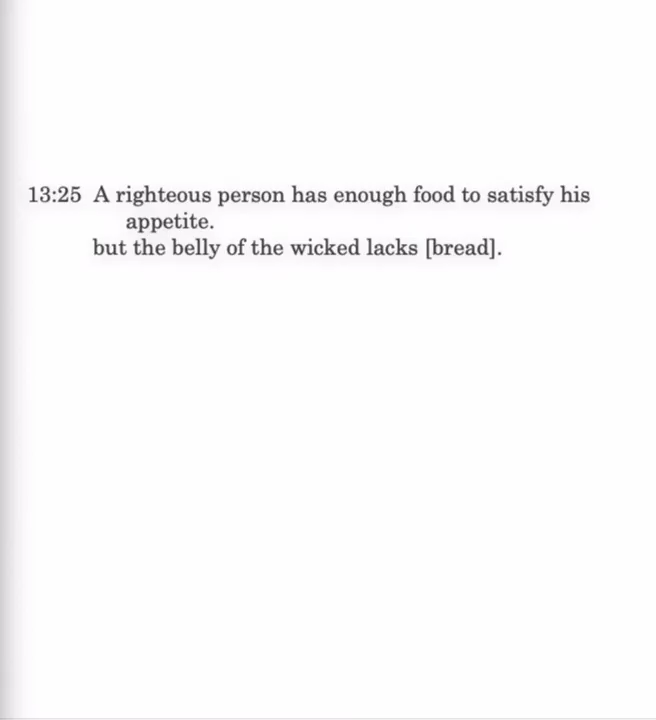 13:25 A righteous person has enough food to satisfy his
appetite.
but the belly of the wicked lacks [bread].